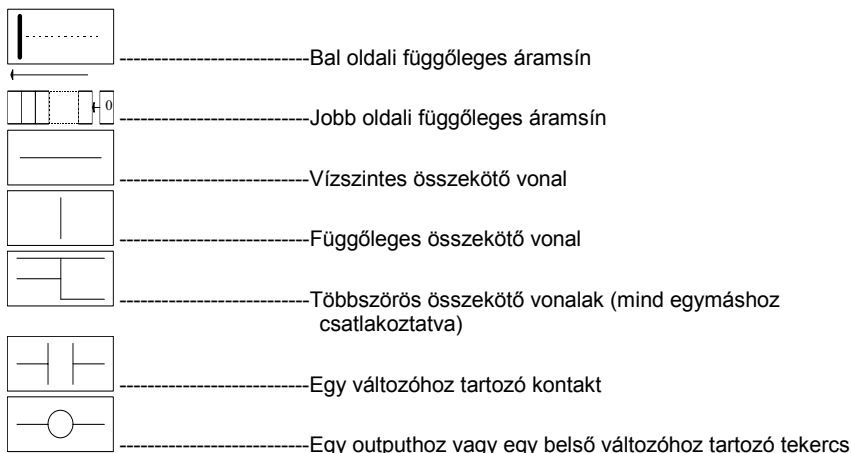 --------------------------Bal oldali függőleges áramsín
0
--------------------------Jobb oldali függőleges áramsín
--------------------------Vízszintes összekötő vonal
--------------------------Függőleges összekötő vonal
--------------------------Többszörös összekötő vonalak (mind egymáshoz
csatlakoztatva)
--------------------------Egy változóhoz tartozó kontakt
--------------------------Egy outputhoz vagy egy belső változóhoz tartozó tekercs